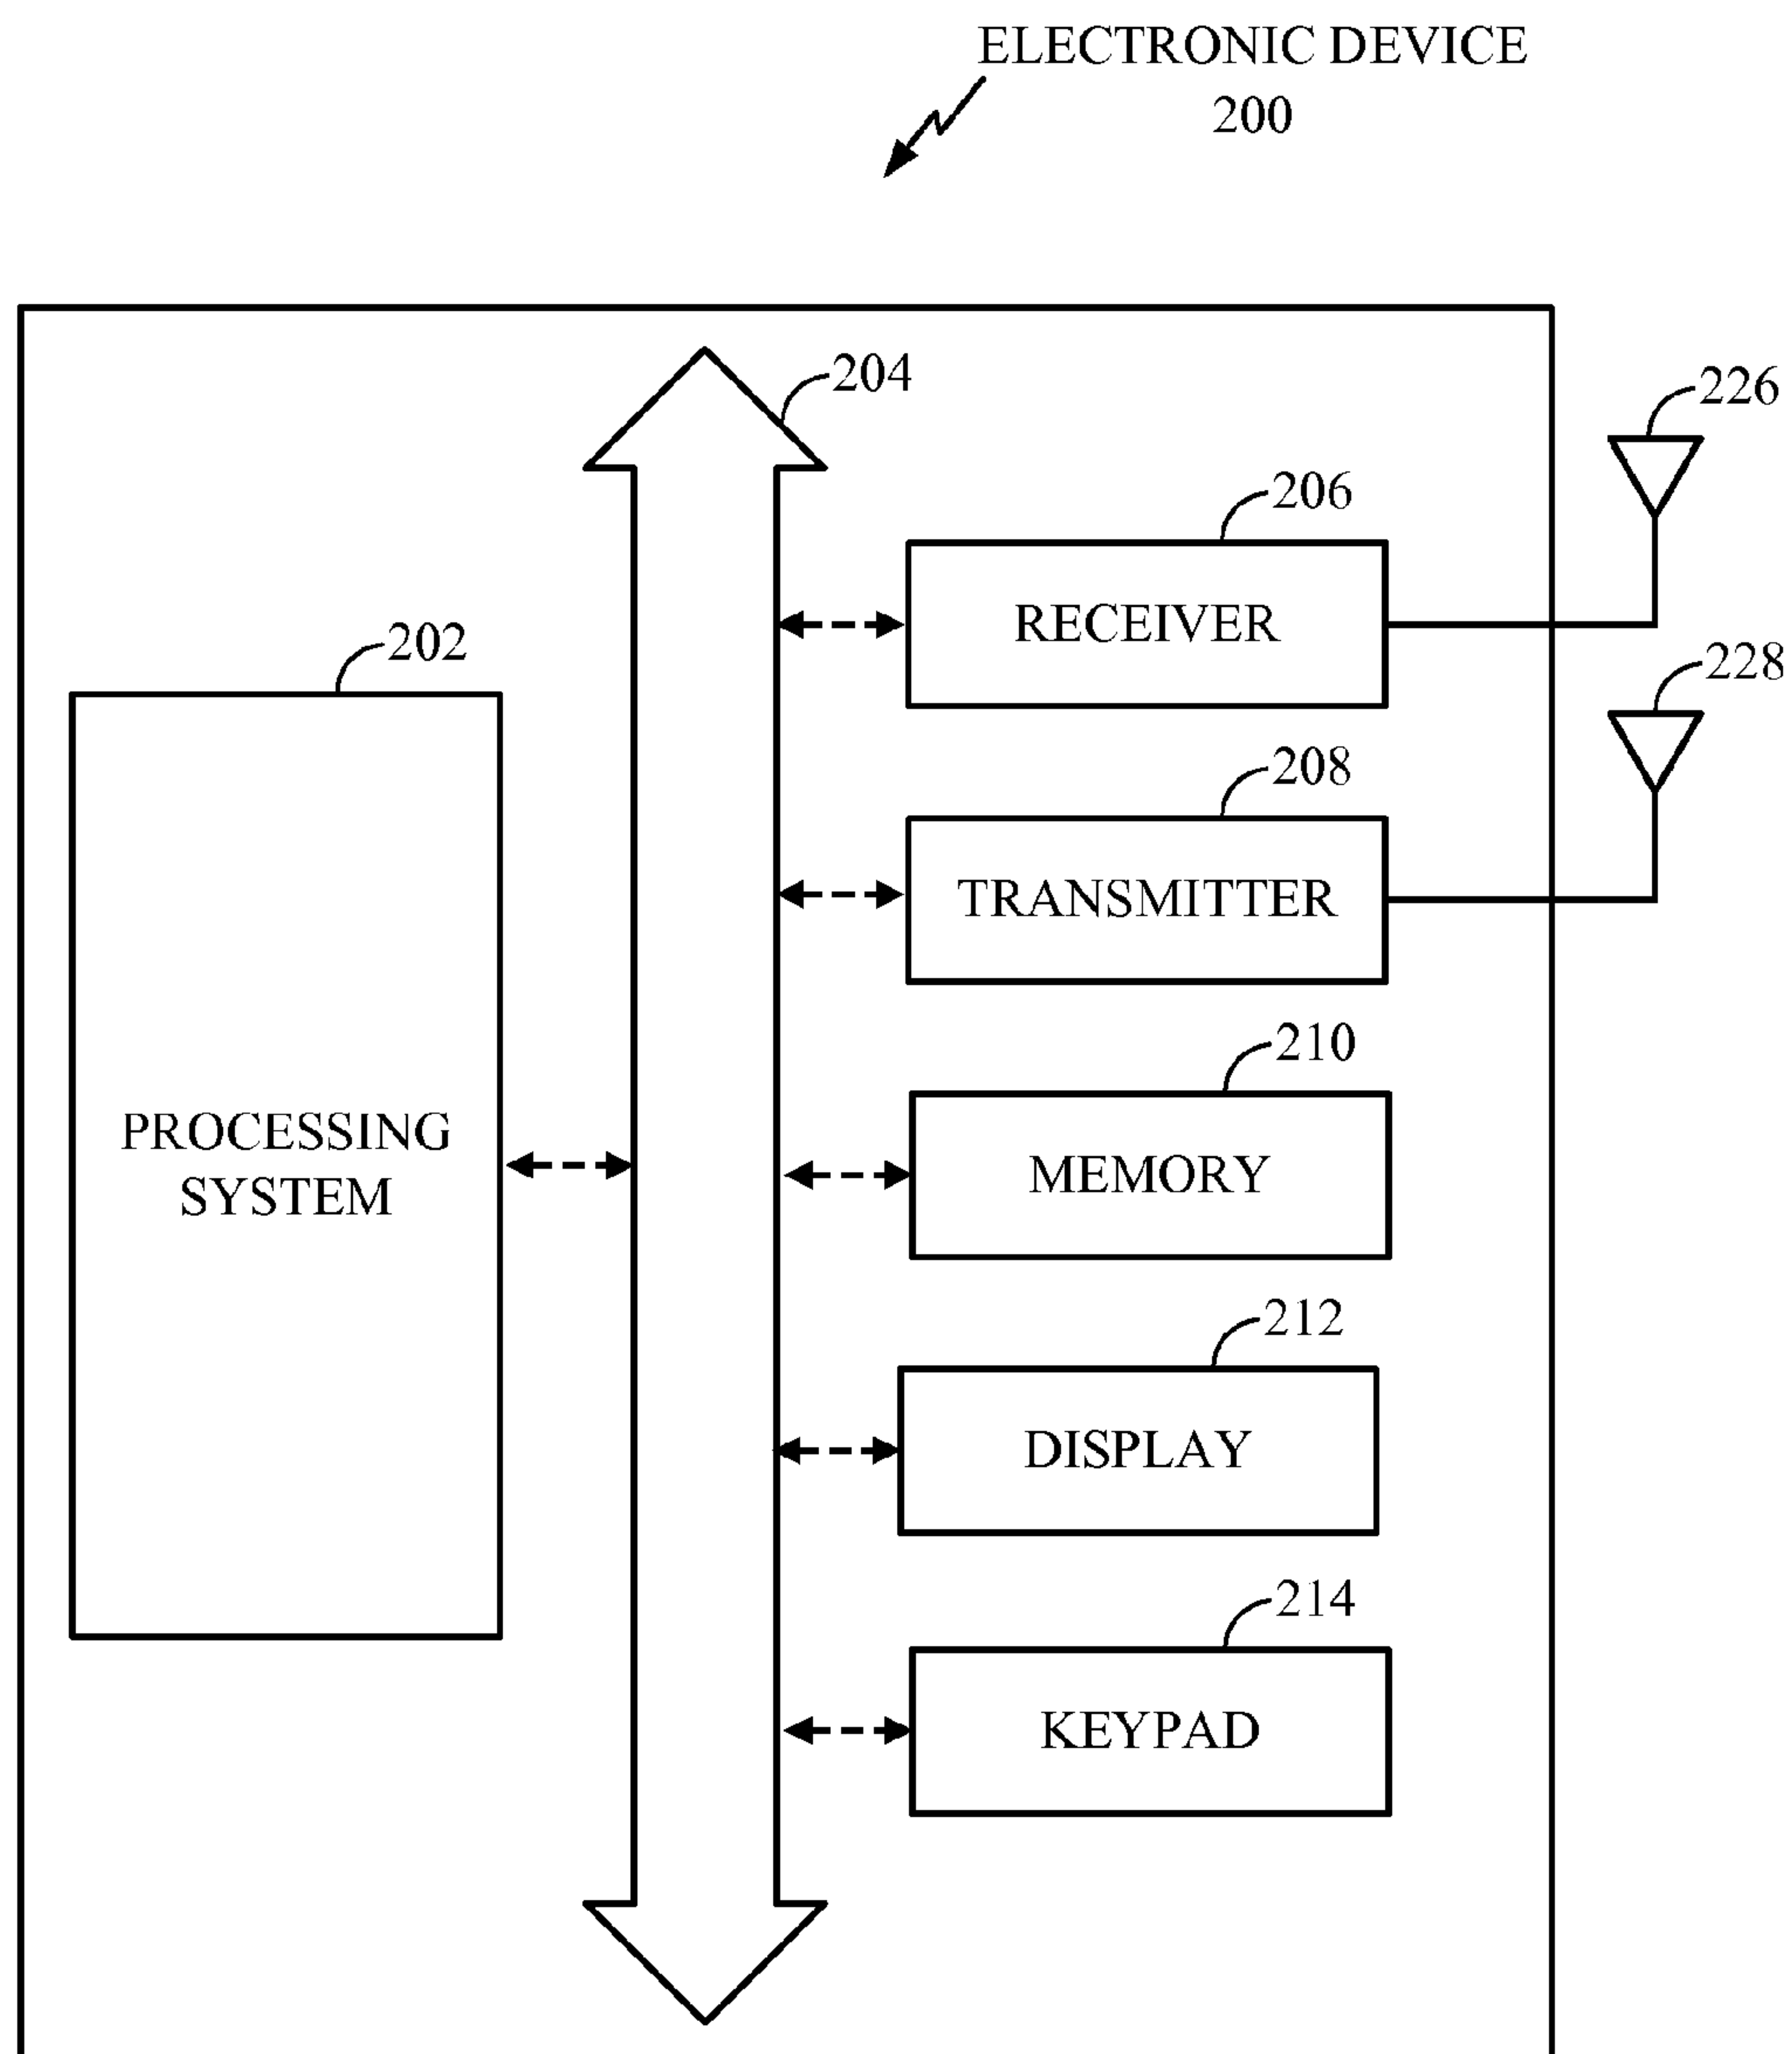 ELECTRONIC DEVICE
200
204
226
206
RECEIVER
202
228
208
TRANSMITTER
210
PROCESSING
SYSTEM
MEMORY
212
DISPLAY
214
KEYPAD